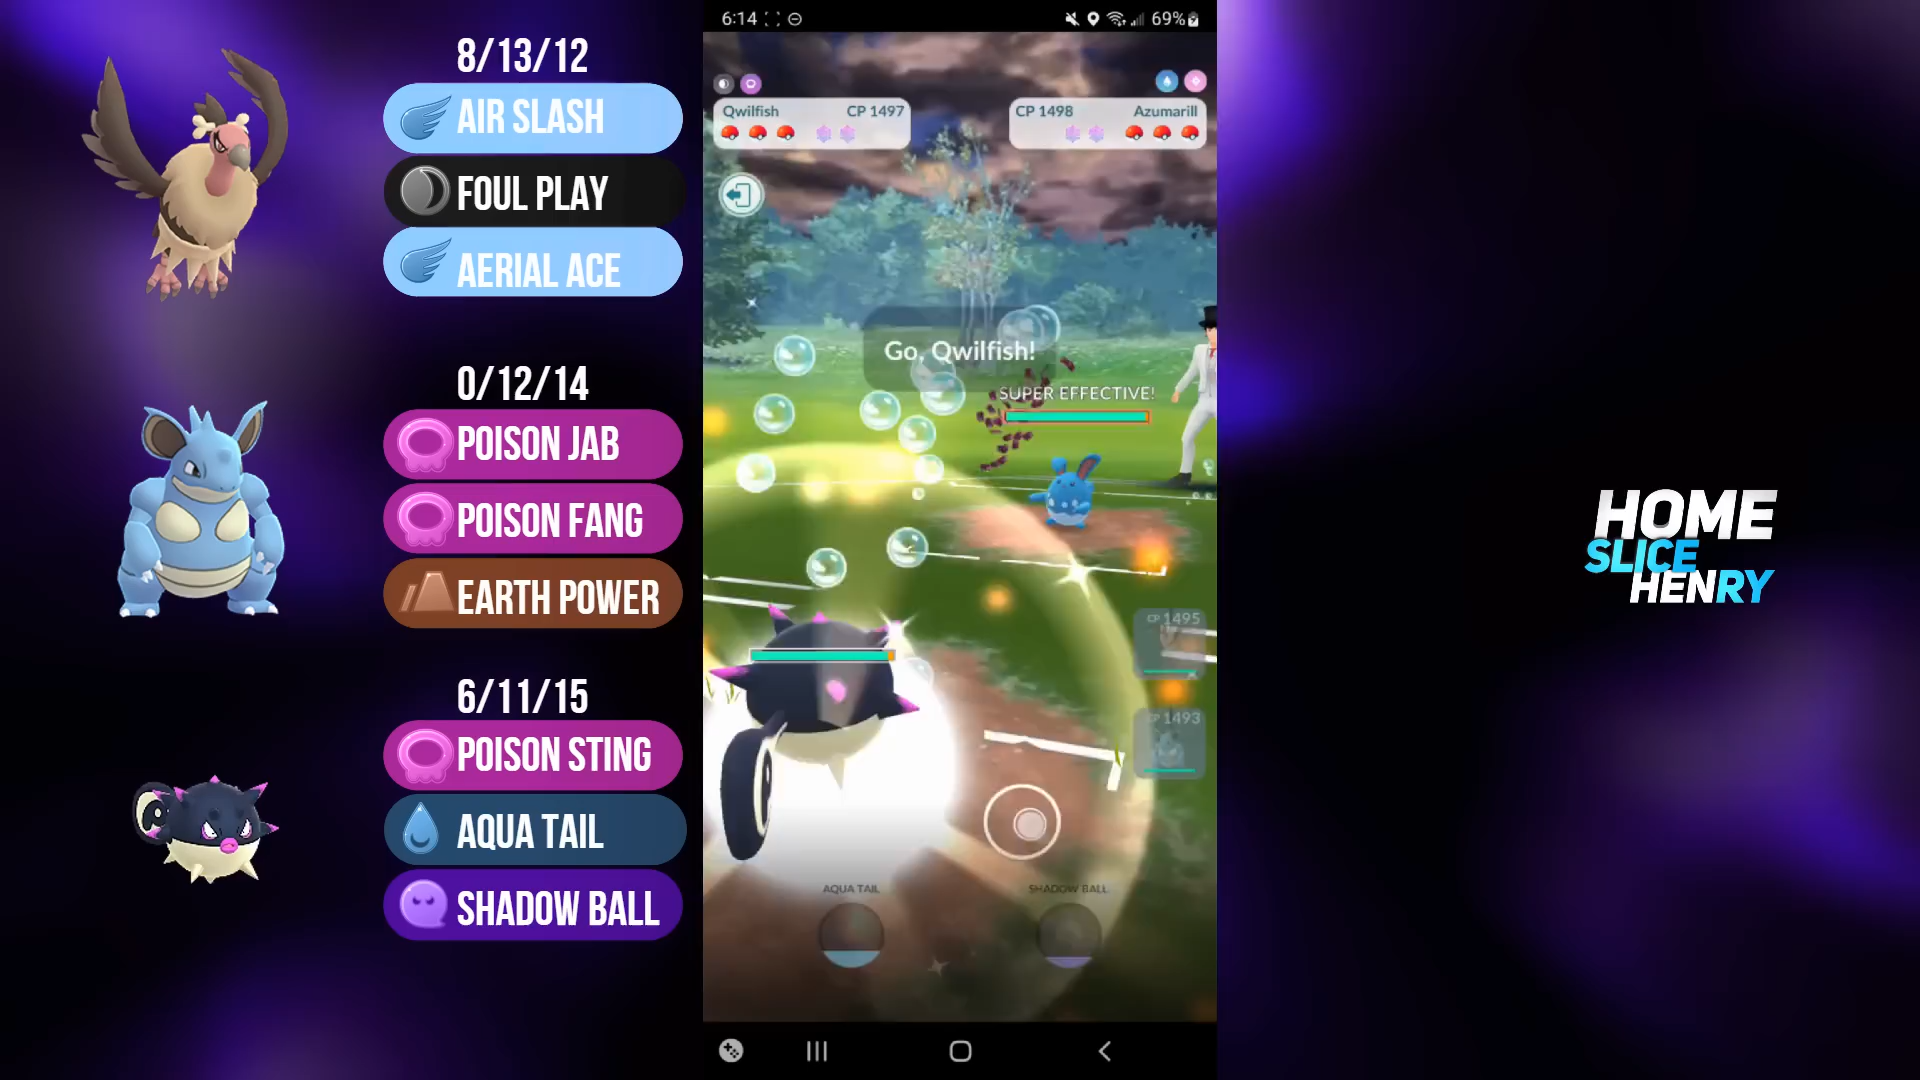 8/13/12
AIR SLASH
FOUL PLAY
AERIAL ACE
0/12/14
POISON JAB
POISON FANG
EARTH POWER
6/11/15
POISON STING
AQUA TAIL
SHADOW BALL
6:14
69%
Qwilfish CP 1497
CP 1498 Azumarill
Go, Qwilfish!
SUPER EFFECTIVE!
CP 1495
CP 1493
AQUA TAIL
SHADOW BALL
HOME
SLICE
HENRY